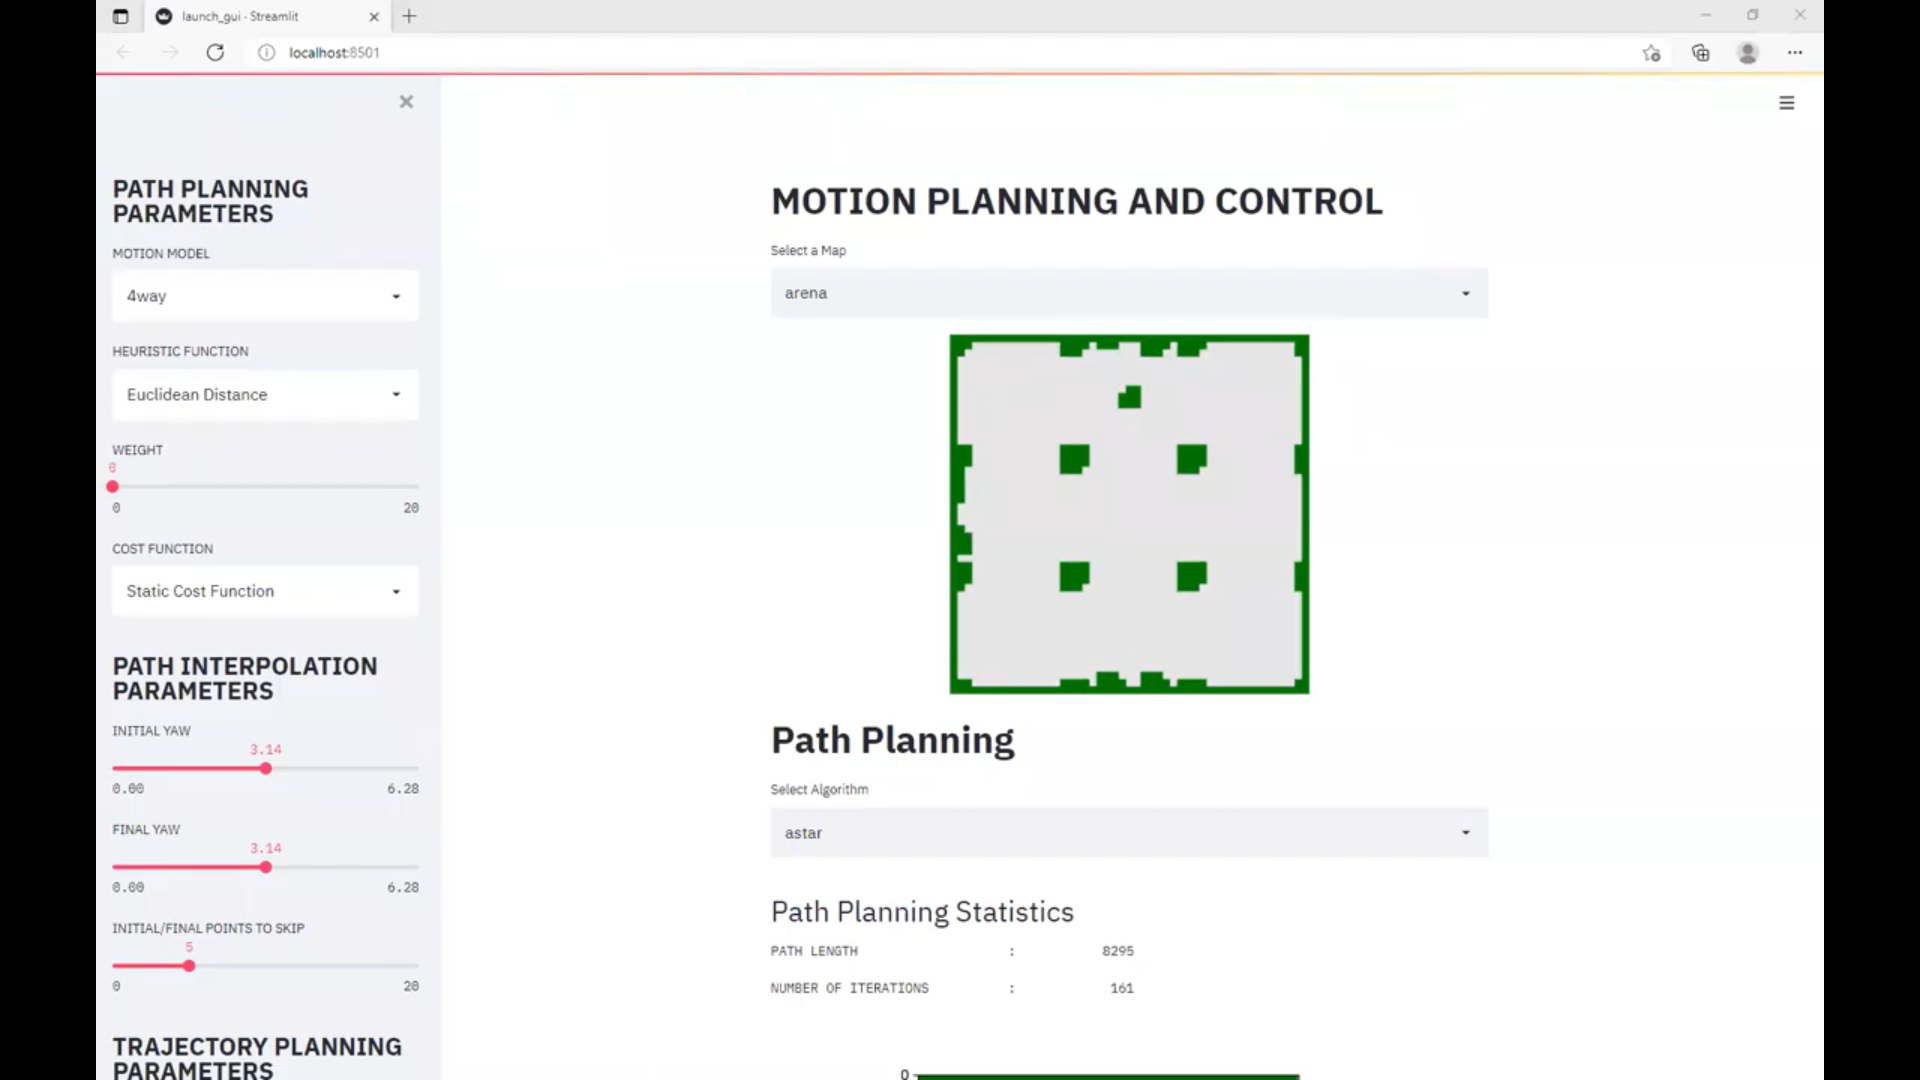 launch_gui - Streamlit
localhost:8501
PATH PLANNING
PARAMETERS
MOTION MODEL
4way
HEURISTIC FUNCTION
Euclidean Distance
WEIGHT
0
0 20
COST FUNCTION
Static Cost Function
PATH INTERPOLATION
PARAMETERS
INITIAL YAW
3.14
0.00 6.28
FINAL YAW
3.14
0.00 6.28
INITIAL/FINAL POINTS TO SKIP
5
0 20
TRAJECTORY PLANNING
PARAMETERS
MOTION PLANNING AND CONTROL
Select a Map
arena
Path Planning
Select Algorithm
astar
Path Planning Statistics
PATH LENGTH : 8295
NUMBER OF ITERATIONS : 161
0